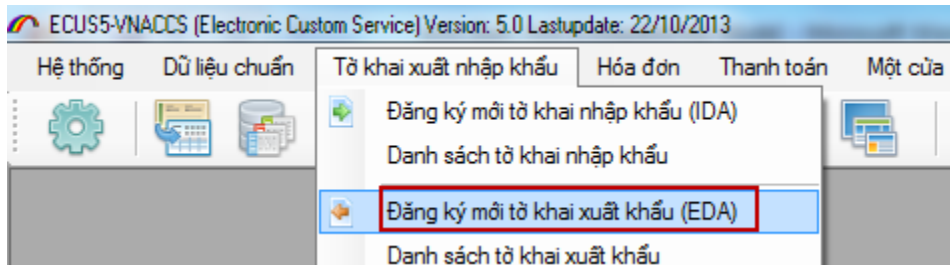 ECUS5-VNACCS (Electronic Custom Service) Version: 5.0 Lastupdate: 22/10/2013
Hệ thống Dữ liệu chuẩn Tờ khai xuất nhập khẩu Hóa đơn Thanh toán Một cửa
Đăng ký mới tờ khai nhập khẩu (IDA)
Danh sách tờ khai nhập khẩu
Đăng ký mới tờ khai xuất khẩu (EDA)
Danh sách tờ khai xuất khẩu